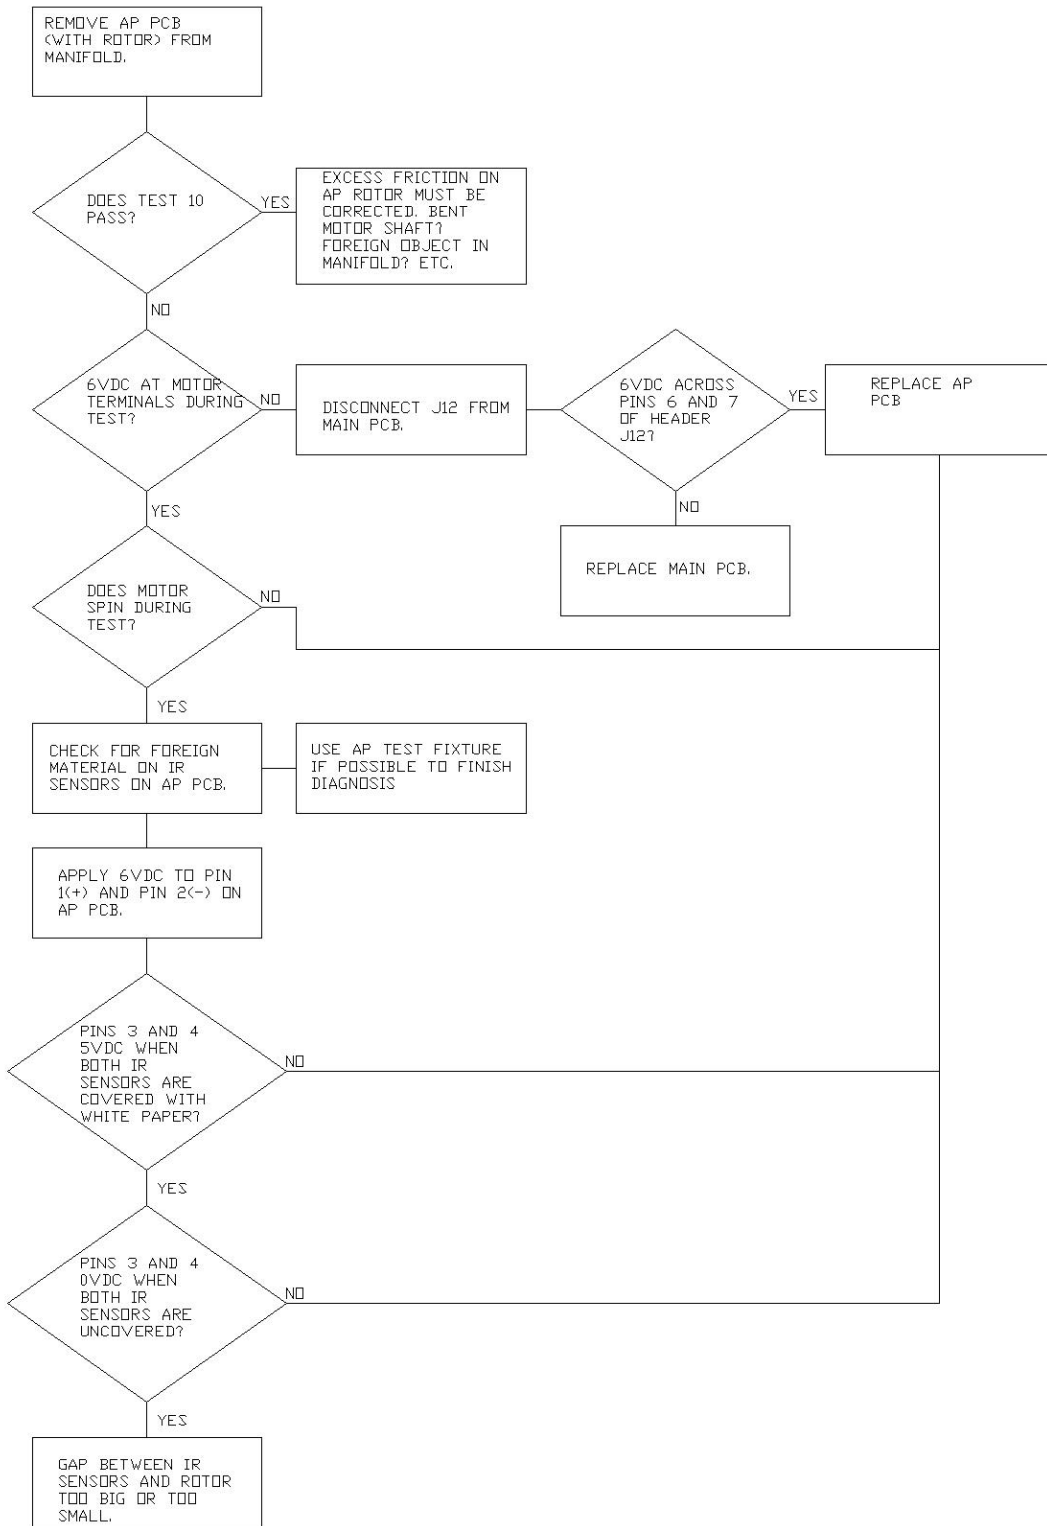 REMOVE AP PCB
(WITH ROTOR) FROM
MANIFOLD.
DOES TEST 10
PASS?
YES
EXCESS FRICTION ON
AP ROTOR MUST BE
CORRECTED. BENT
MOTOR SHAFT?
FOREIGN OBJECT IN
MANIFOLD? ETC.
NO
6VDC AT MOTOR
TERMINALS DURING
TEST?
NO
DISCONNECT J12 FROM
MAIN PCB.
6VDC ACROSS
PINS 6 AND 7
OF HEADER
J12?
YES
REPLACE AP
PCB
NO
REPLACE MAIN PCB.
YES
DOES MOTOR
SPIN DURING
TEST?
NO
YES
CHECK FOR FOREIGN
MATERIAL ON IR
SENSORS ON AP PCB.
USE AP TEST FIXTURE
IF POSSIBLE TO FINISH
DIAGNOSIS
APPLY 6VDC TO PIN
1(+) AND PIN 2(-) ON
AP PCB.
PINS 3 AND 4
5VDC WHEN
BOTH IR
SENSORS ARE
COVERED WITH
WHITE PAPER?
NO
YES
PINS 3 AND 4
0VDC WHEN
BOTH IR
SENSORS ARE
UNCOVERED?
NO
YES
GAP BETWEEN IR
SENSORS AND ROTOR
TOO BIG OR TOO
SMALL.